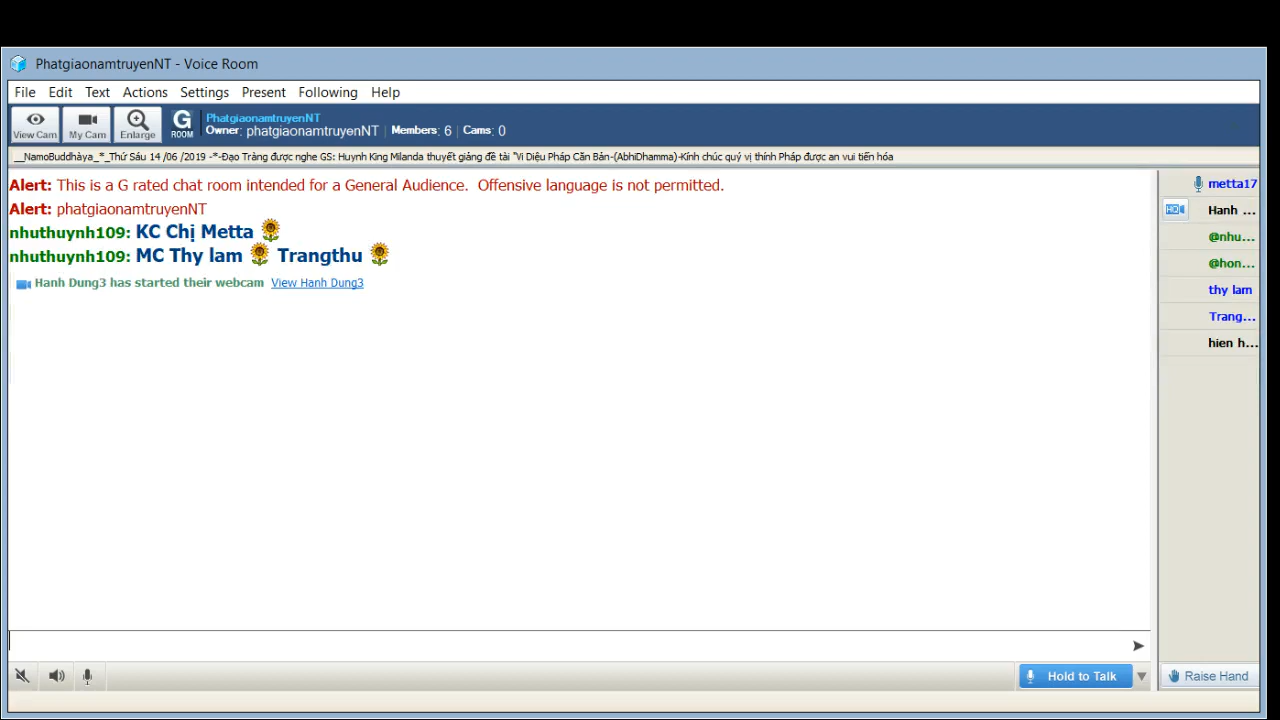 PhatgiaonamtruyenNT - Voice Room
File Edit Text Actions Settings Present Following Help
View Cam My Cam Enlarge G ROOM
PhatgiaonamtruyenNT
Owner: phatgiaonamtruyenNT Members: 6 Cams: 0
__NamoBuddhàya_*_Thứ Sáu 14 /06 /2019 -*-Đạo Tràng được nghe GS: Huynh King Milanda thuyết giảng đề tài "Vi Diệu Pháp Căn Bản-(AbhiDhamma)-Kính chúc quý vị thính Pháp được an vui tiến hóa
Alert: This is a G rated chat room intended for a General Audience. Offensive language is not permitted.
Alert: phatgiaonamtruyenNT
nhuthuynh109: KC Chị Metta
nhuthuynh109: MC Thy lam Trangthu
Hanh Dung3 has started their webcam View Hanh Dung3
metta17
HD Hanh ...
@nhu...
@hon...
thy lam
Trang...
hien h...
Hold to Talk
Raise Hand